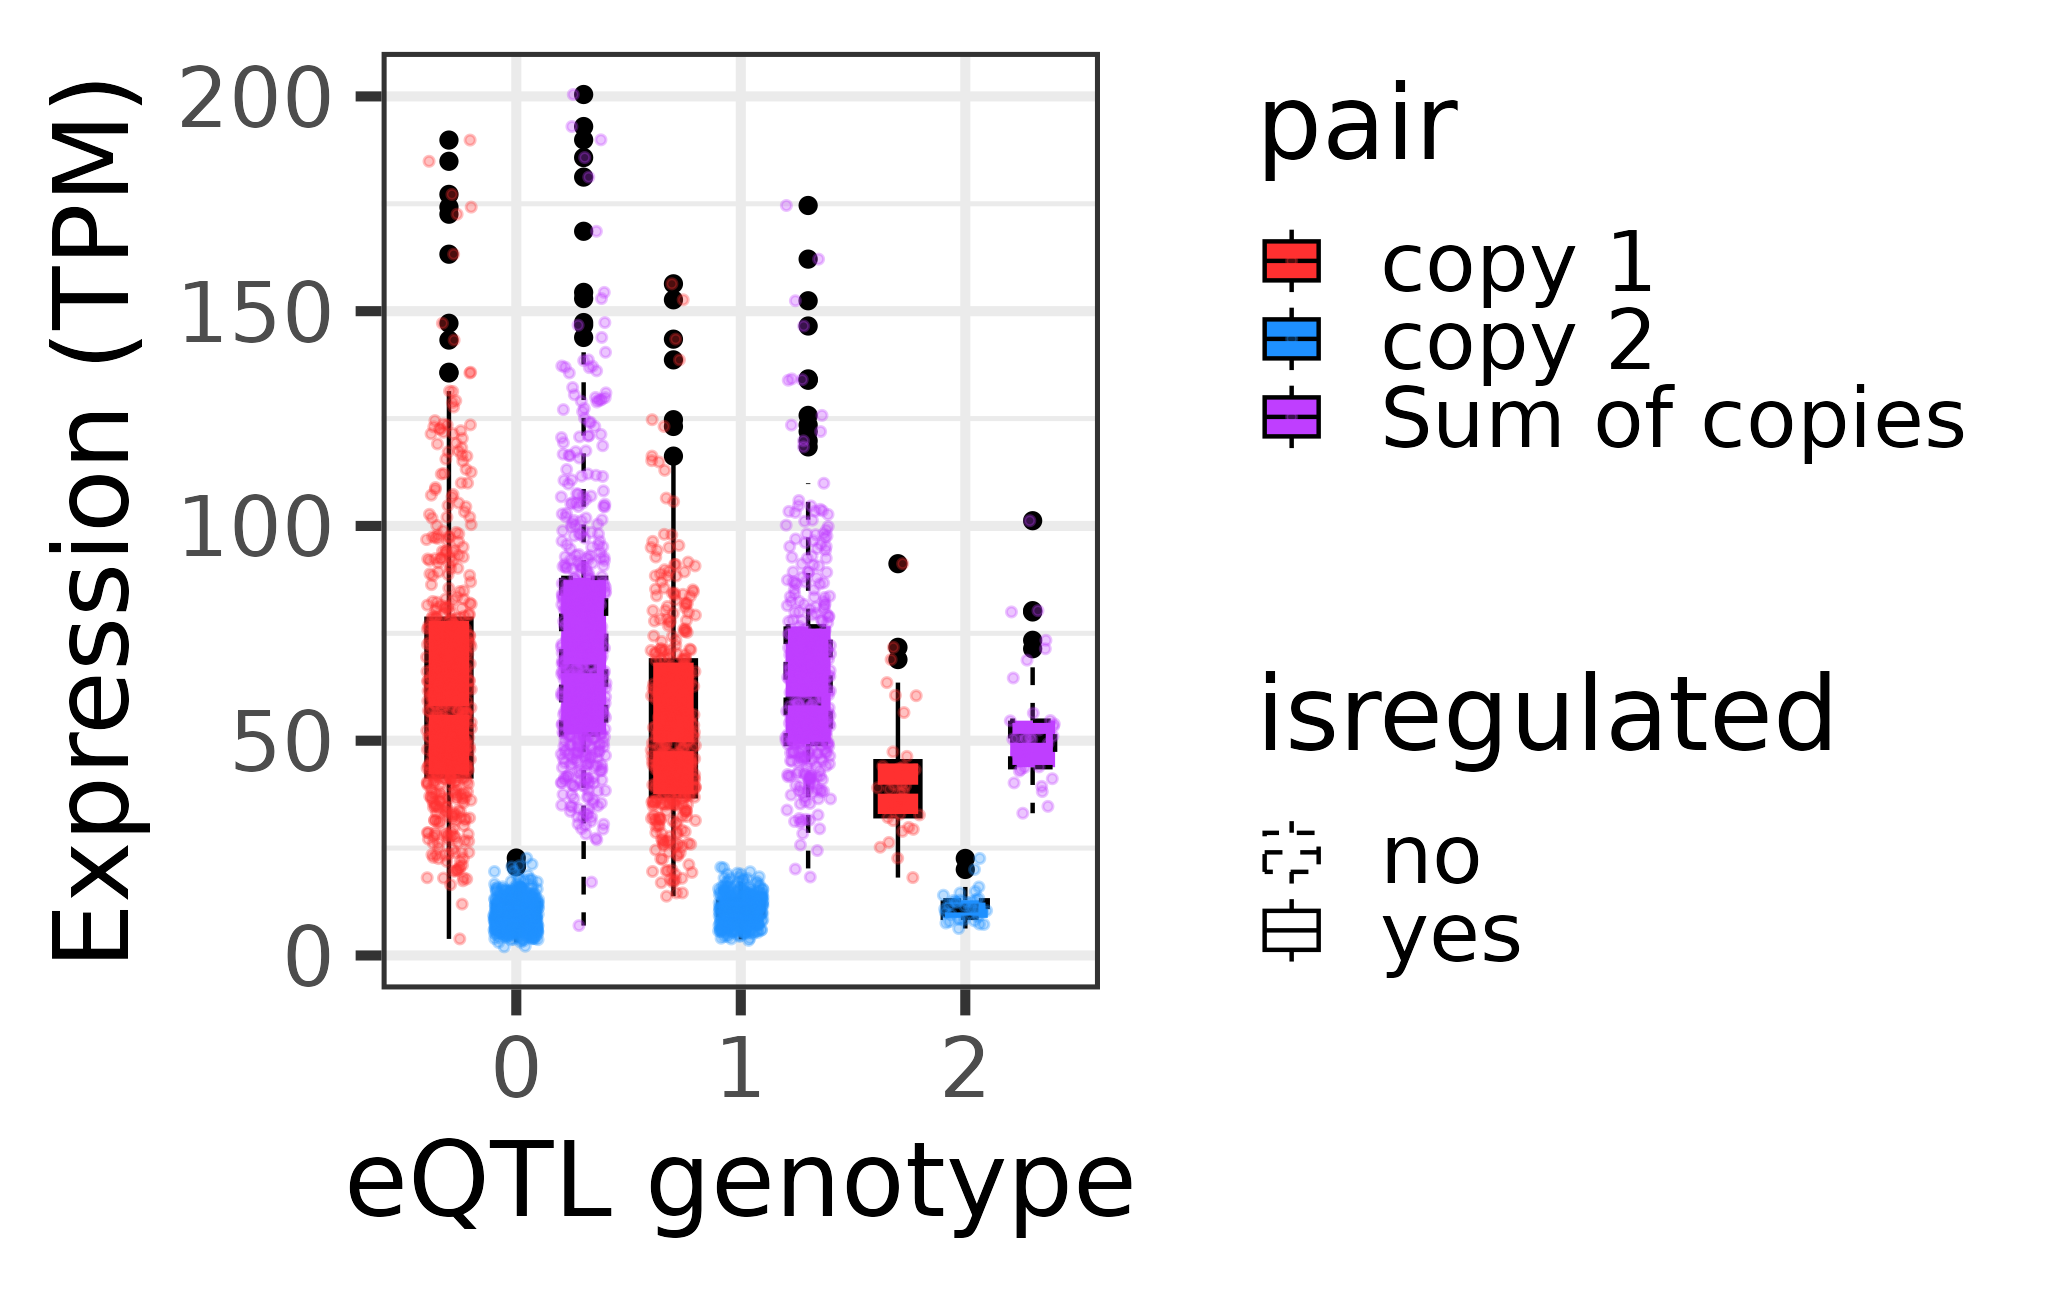 Expression (TPM)
200
150
100
50
0
0 1 2
eQTL genotype
pair
copy 1
copy 2
Sum of copies
isregulated
no
yes